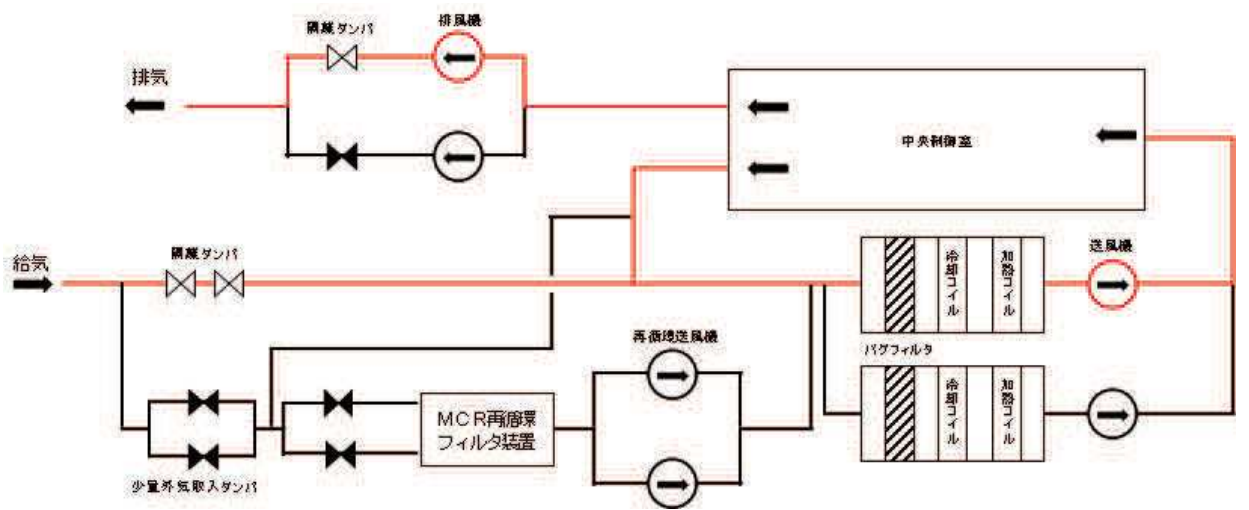 隔離ダンパ
排風機
排気
中央制御室
給気
隔離ダンパ
冷却コイル
加熱コイル
送風機
再循環送風機
バグフィルタ
冷却コイル
加熱コイル
MCR再循環
フィルタ装置
少量外気取入ダンパ